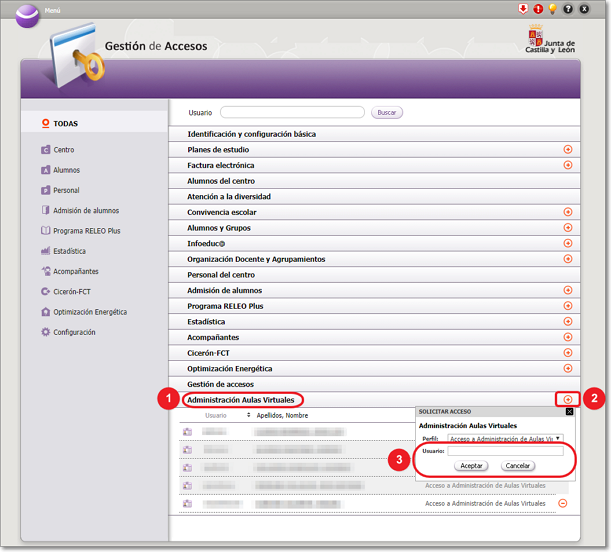 Menú
Gestión de Accesos
Junta de
Castilla y León
Usuario
Buscar
TODAS
Centro
Alumnos
Personal
Admisión de alumnos
Programa RELEO Plus
Estadística
Acompañantes
Cicerón-FCT
Optimización Energética
Configuración
Identificación y configuración básica
Planes de estudio
Factura electrónica
Alumnos del centro
Atención a la diversidad
Convivencia escolar
Alumnos y Grupos
Infoeduc@
Organización Docente y Agrupamientos
Personal del centro
Admisión de alumnos
Programa RELEO Plus
Estadística
Acompañantes
Cicerón-FCT
Optimización Energética
Gestión de accesos
1 Administración Aulas Virtuales 2
Usuario Apellidos, Nombre
SOLICITAR ACCESO
Administración Aulas Virtuales
Perfil: Acceso a Administración de Aulas Vi
3 Usuario:
Aceptar Cancelar
Acceso a Administración de Aulas Virtuales
Acceso a Administración de Aulas Virtuales